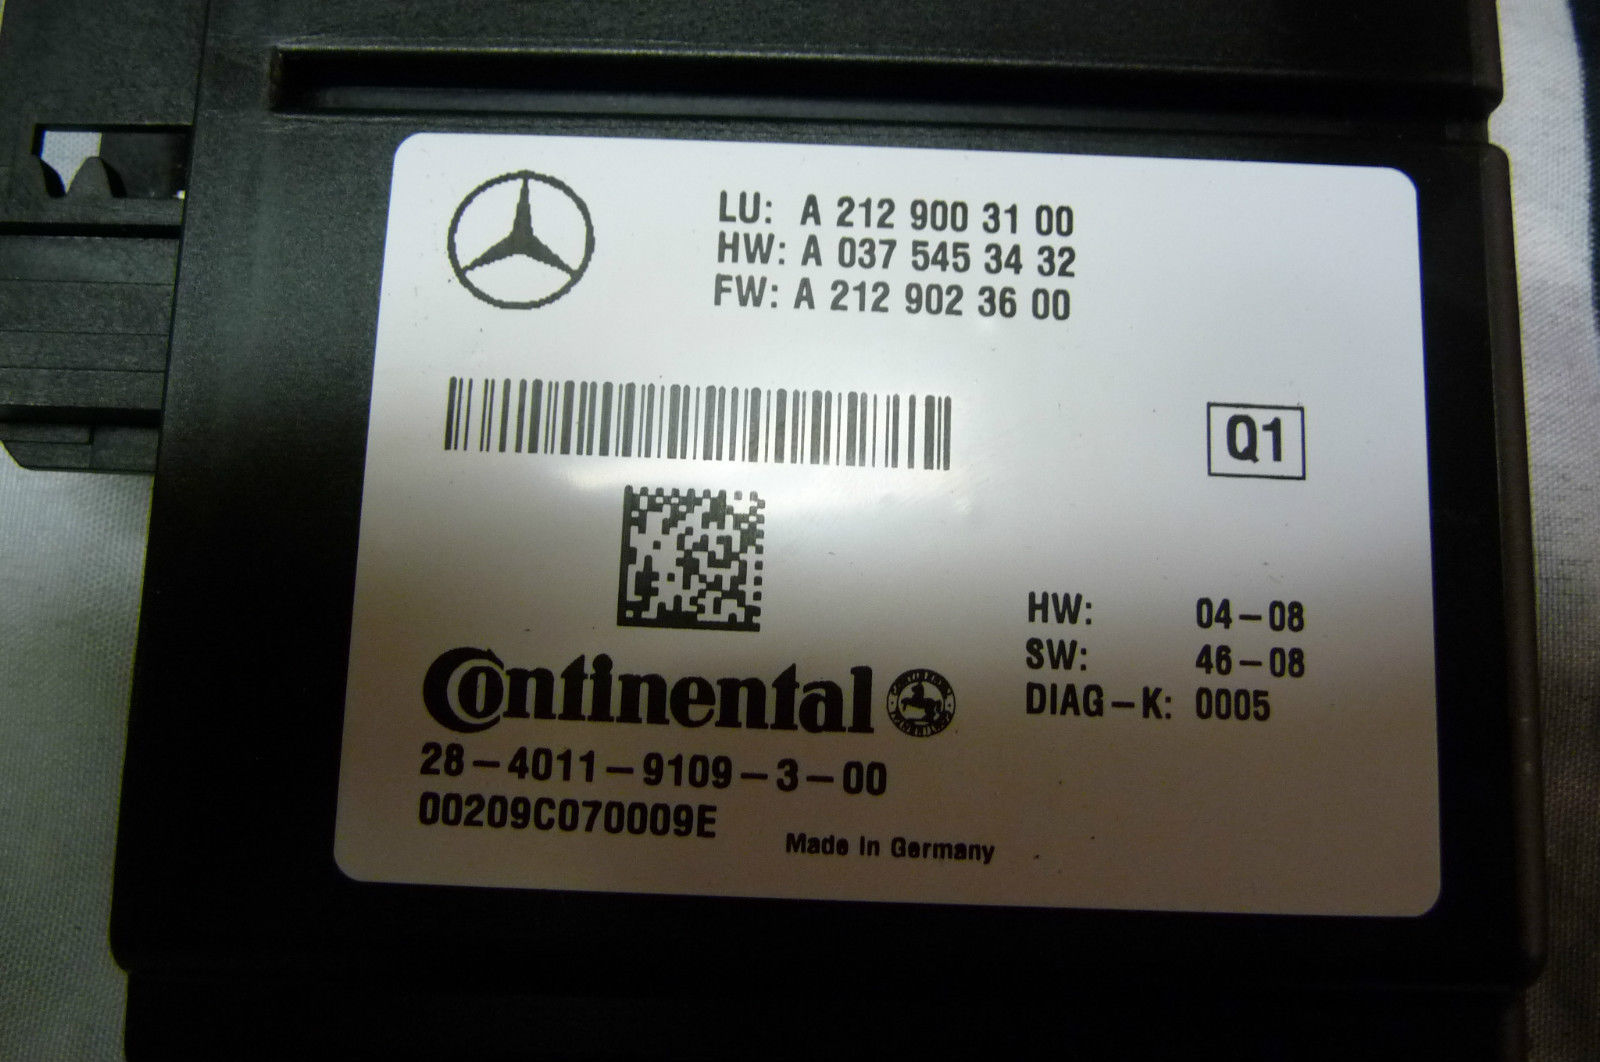 LU: A 212 900 31 00
HW: A 037 545 34 32
FW: A 212 902 36 00
Q1
HW: 04-08
SW: 46-08
DIAG-K: 0005
Continental
28-4011-9109-3-00
00209C070009E
Made in Germany